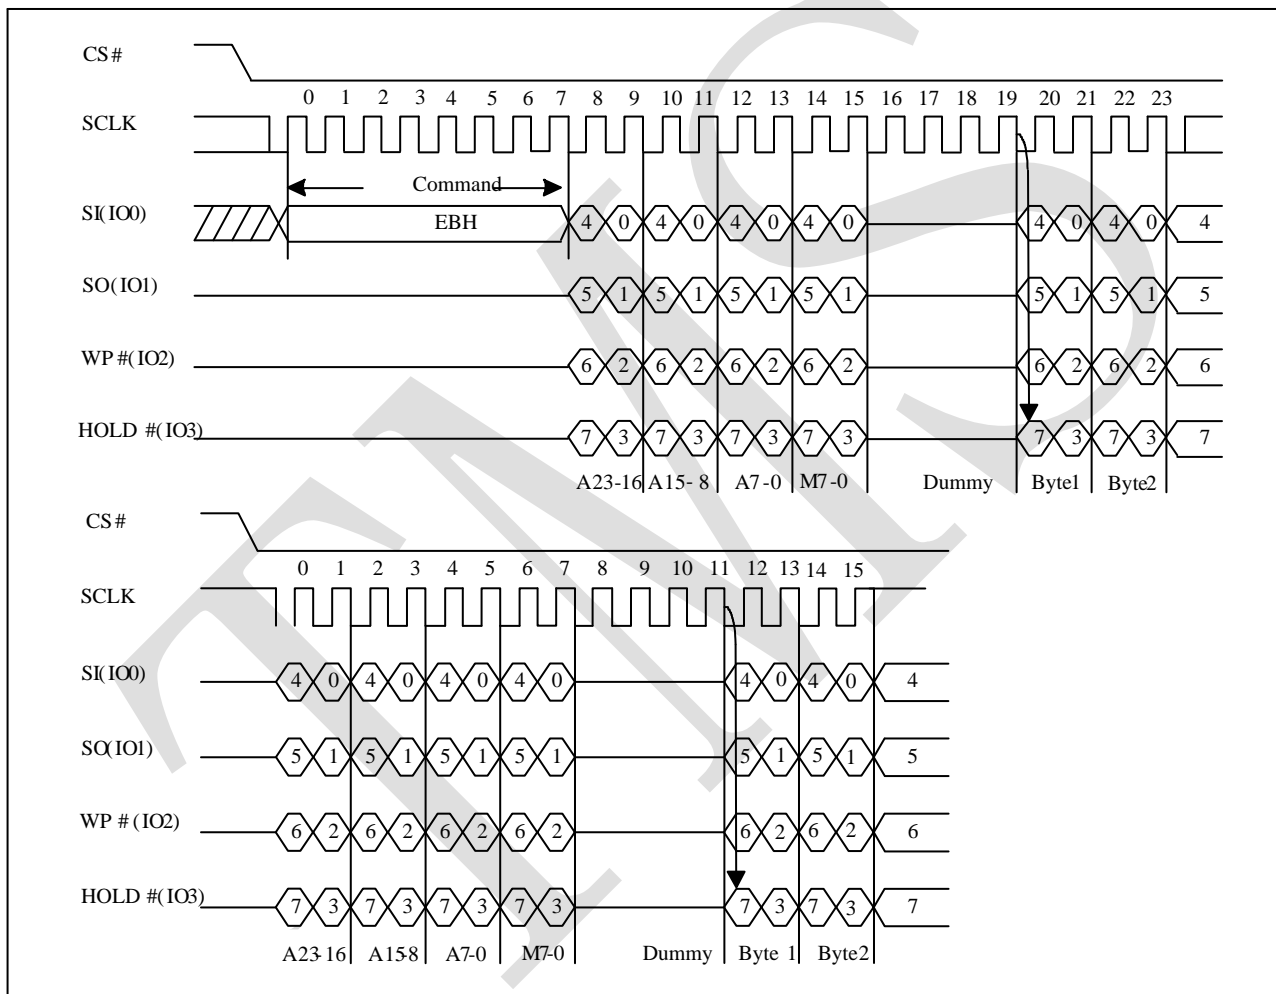 CS#
0 1 2 3 4 5 6 7 8 9 10 11 12 13 14 15 16 17 18 19 20 21 22 23
SCLK
Command
SI(IO0) EBH 4 0 4 0 4 0 4 0 4 0 4 0 4
SO(IO1) 5 1 5 1 5 1 5 1 5 1 5 1 5
WP #(IO2) 6 2 6 2 6 2 6 2 6 2 6 2 6
HOLD #(IO3) 7 3 7 3 7 3 7 3 7 3 7 3 7
A23-16 A15-8 A7-0 M7-0 Dummy Byte1 Byte2
CS#
0 1 2 3 4 5 6 7 8 9 10 11 12 13 14 15
SCLK
SI(IO0) 4 0 4 0 4 0 4 0 4 0 4 0 4
SO(IO1) 5 1 5 1 5 1 5 1 5 1 5 1 5
WP #(IO2) 6 2 6 2 6 2 6 2 6 2 6 2 6
HOLD #(IO3) 7 3 7 3 7 3 7 3 7 3 7 3 7
A23-16 A15-8 A7-0 M7-0 Dummy Byte 1 Byte2
TMS